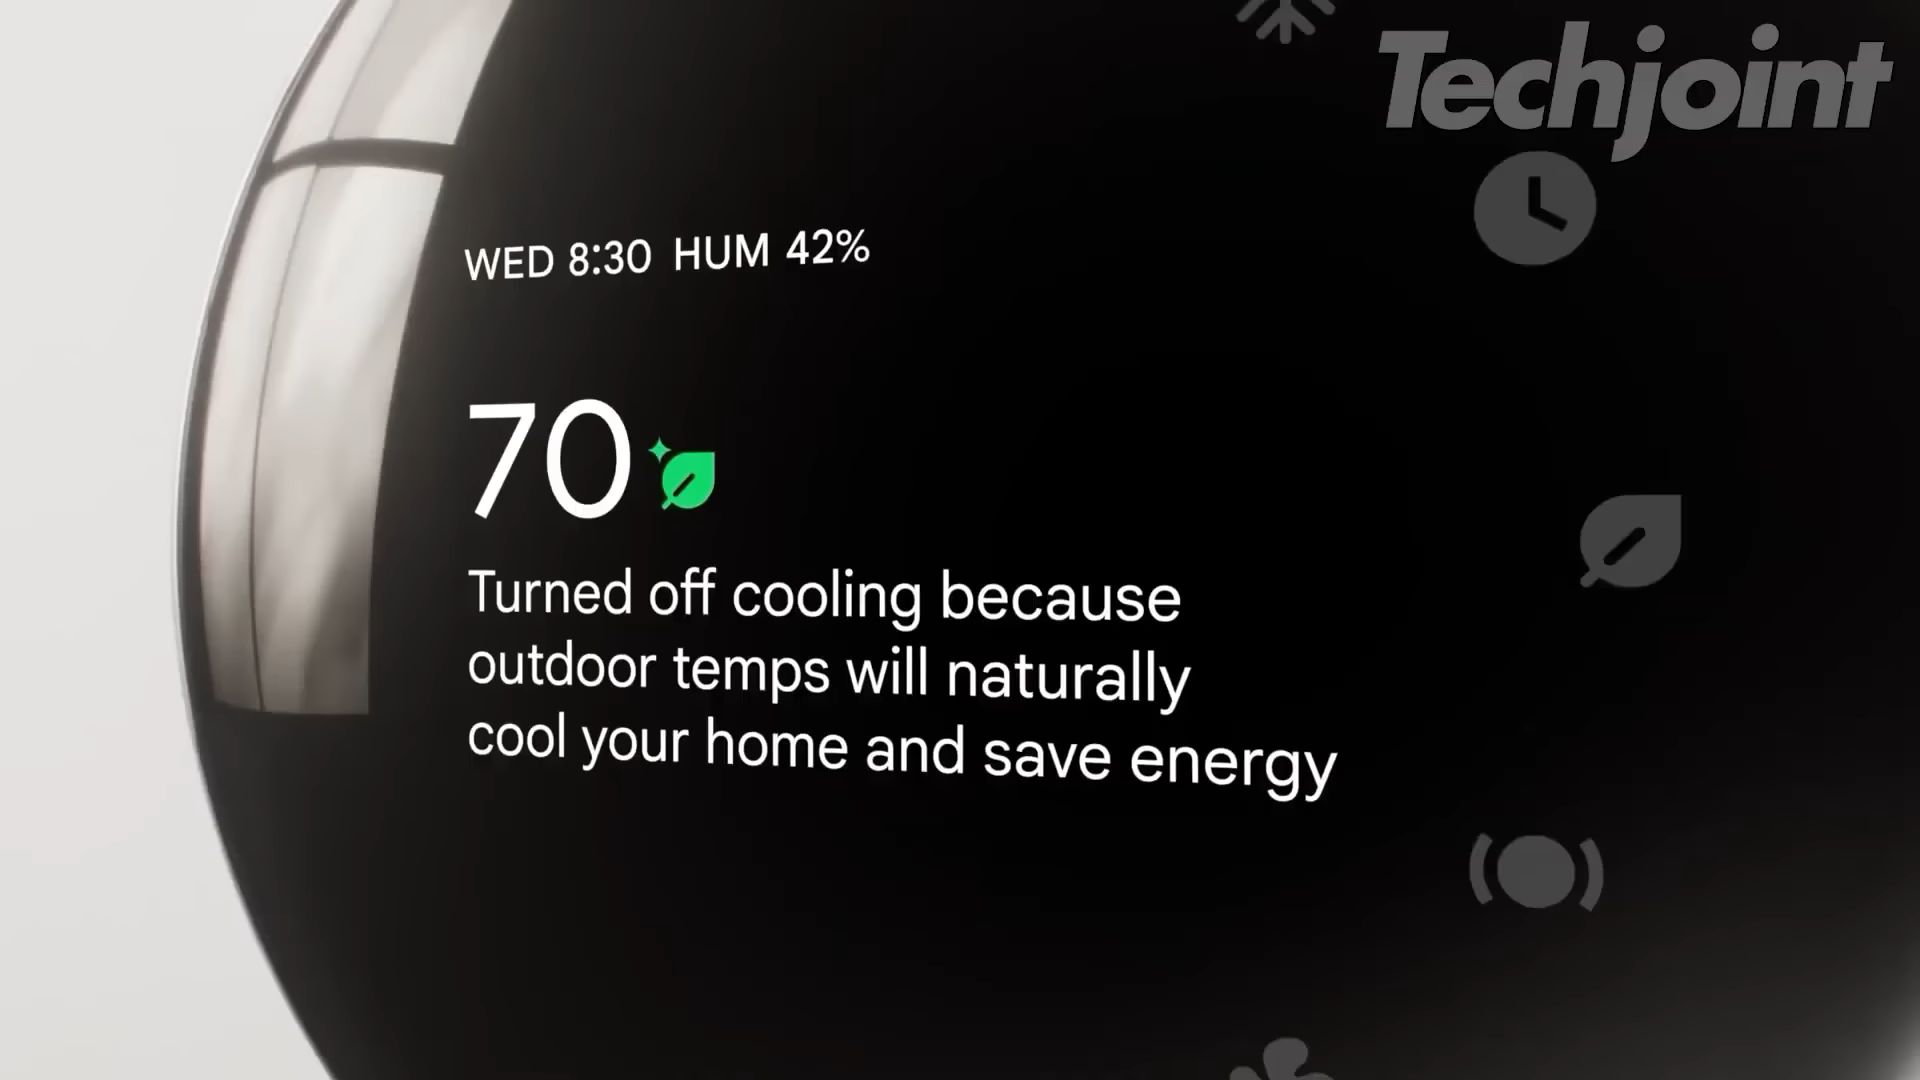 Techjoint
WED 8:30 HUM 42%
70
Turned off cooling because
outdoor temps will naturally
cool your home and save energy